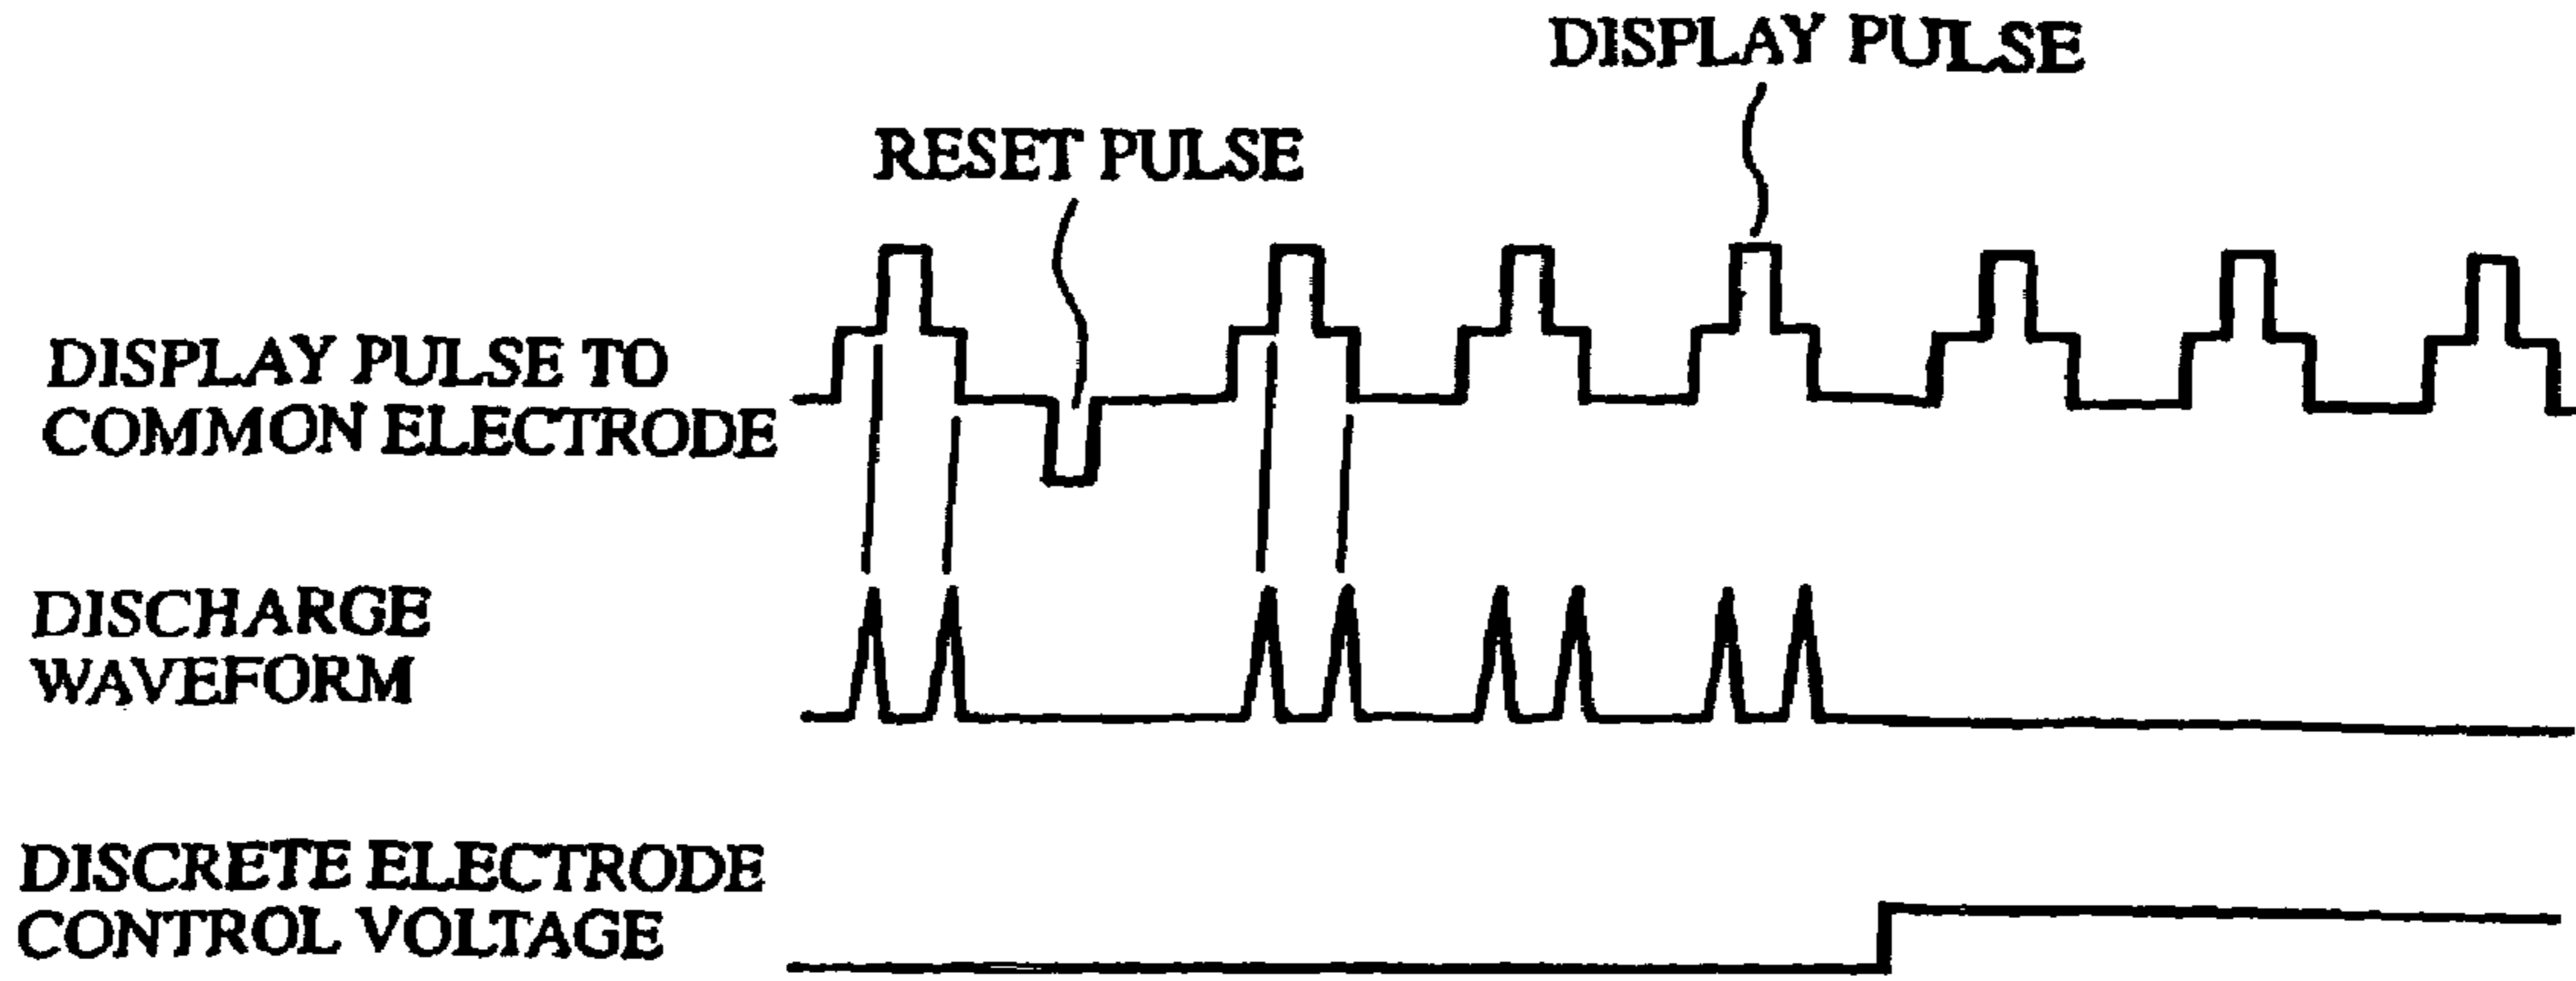 DISPLAY PULSE
RESET PULSE
DISPLAY PULSE TO
COMMON ELECTRODE
DISCHARGE
WAVEFORM
DISCRETE ELECTRODE
CONTROL VOLTAGE